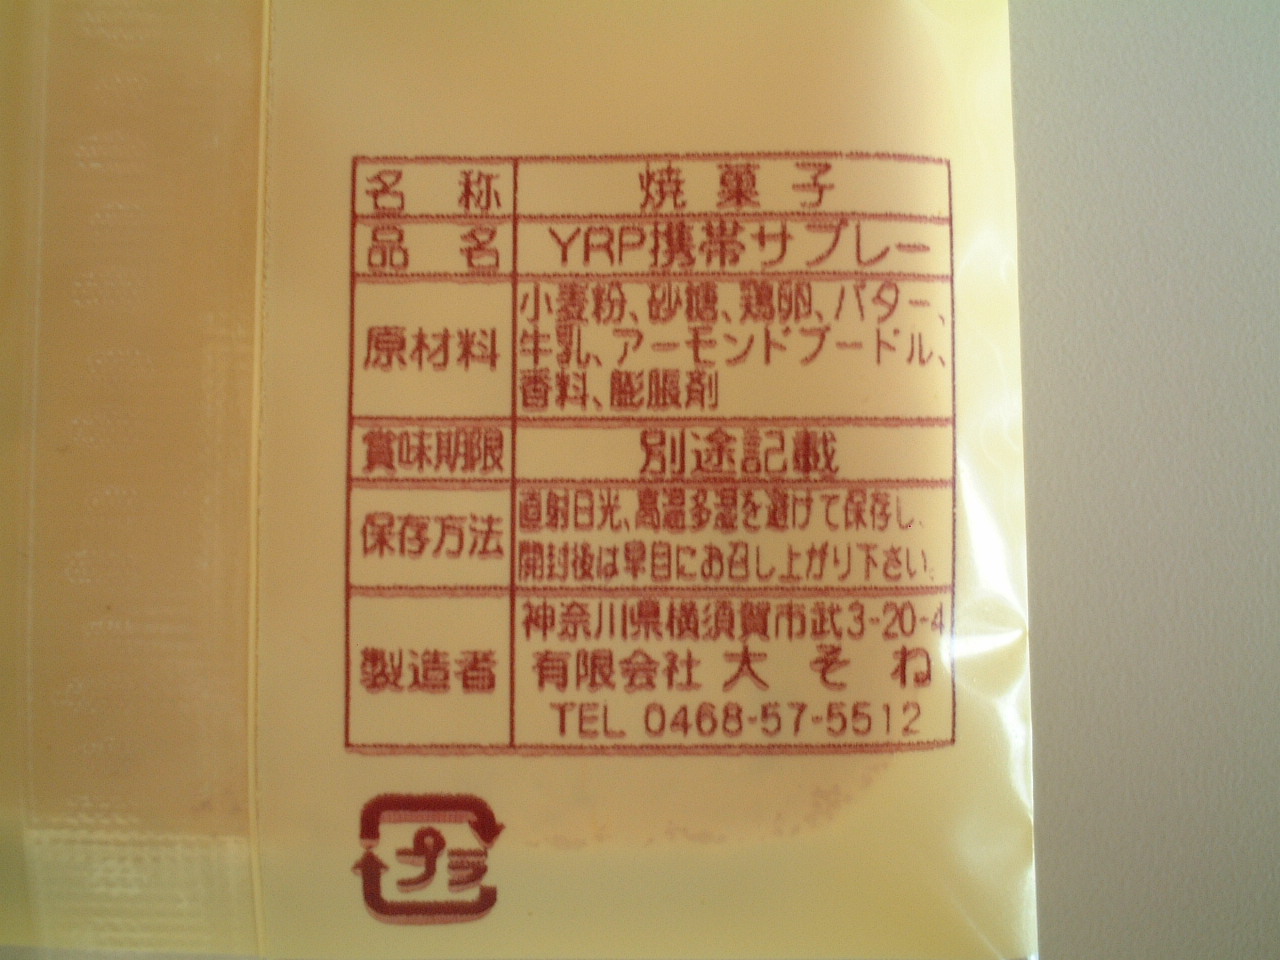 名 称 焼 菓 子
品 名 YRP携帯サブレー
原材料 小麦粉、砂糖、鶏卵、バター、
牛乳、アーモンドプードル、
香料、膨脹剤
賞味期限 別途記載
保存方法 直射日光、高温多湿を避けて保存し、
開封後は早目にお召し上がり下さい。
製造者 神奈川県横須賀市武3-20-4
有限会社 大 そ ね
TEL 0468-57-5512
プラ